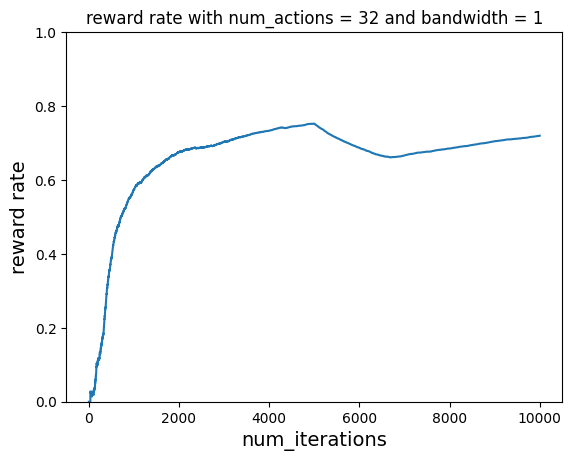 reward rate with num_actions = 32 and bandwidth = 1
1.0
0.8
0.6
0.4
0.2
0.0
reward rate
0 2000 4000 6000 8000 10000
num_iterations